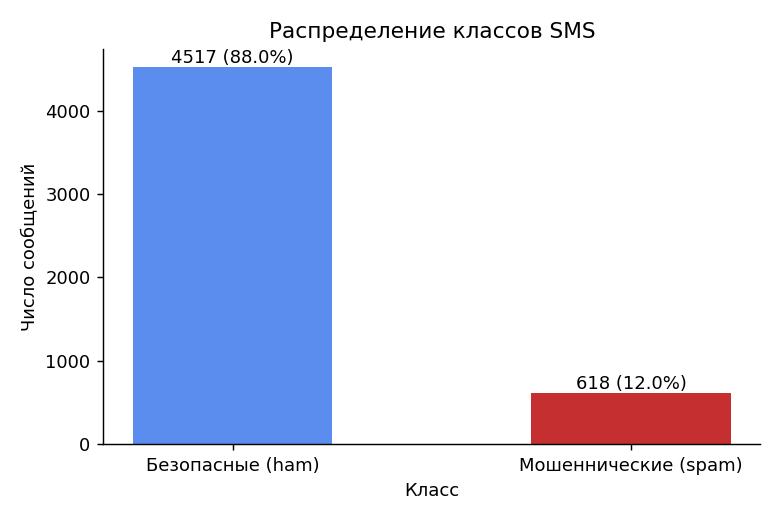 Распределение классов SMS
4517 (88.0%)
618 (12.0%)
Число сообщений
4000
3000
2000
1000
0
Безопасные (ham)
Мошеннические (spam)
Класс